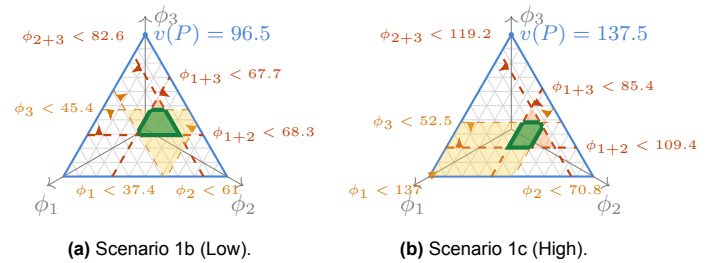 ϕ3
v(P) = 96.5
ϕ2+3 < 82.6
ϕ1+3 < 67.7
ϕ3 < 45.4
ϕ1+2 < 68.3
ϕ1 < 37.4
ϕ2 < 61
ϕ1
ϕ2
(a) Scenario 1b (Low).
ϕ3
v(P) = 137.5
ϕ2+3 < 119.2
ϕ1+3 < 85.4
ϕ3 < 52.5
ϕ1+2 < 109.4
ϕ1 < 137
ϕ2 < 70.8
ϕ1
ϕ2
(b) Scenario 1c (High).